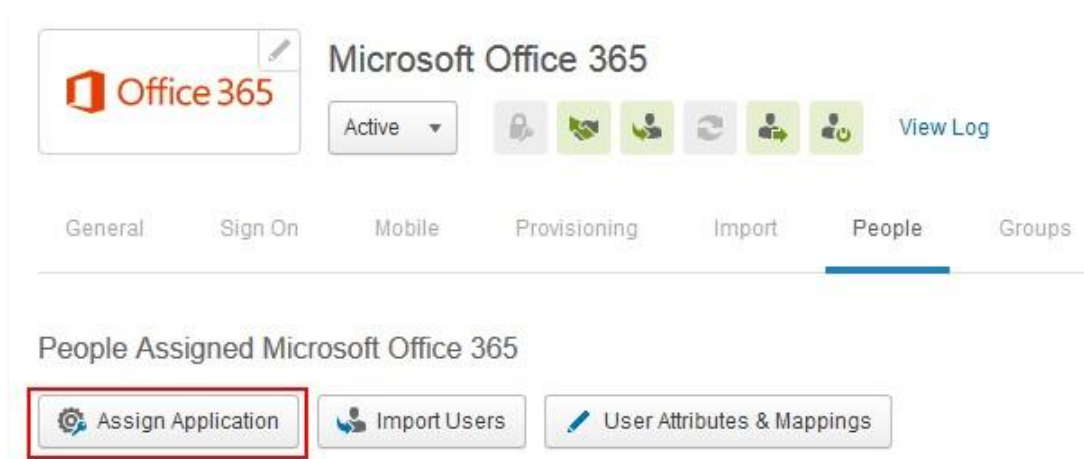 Office 365
Microsoft Office 365
Active
View Log
General Sign On Mobile Provisioning Import People Groups
People Assigned Microsoft Office 365
Assign Application Import Users User Attributes & Mappings